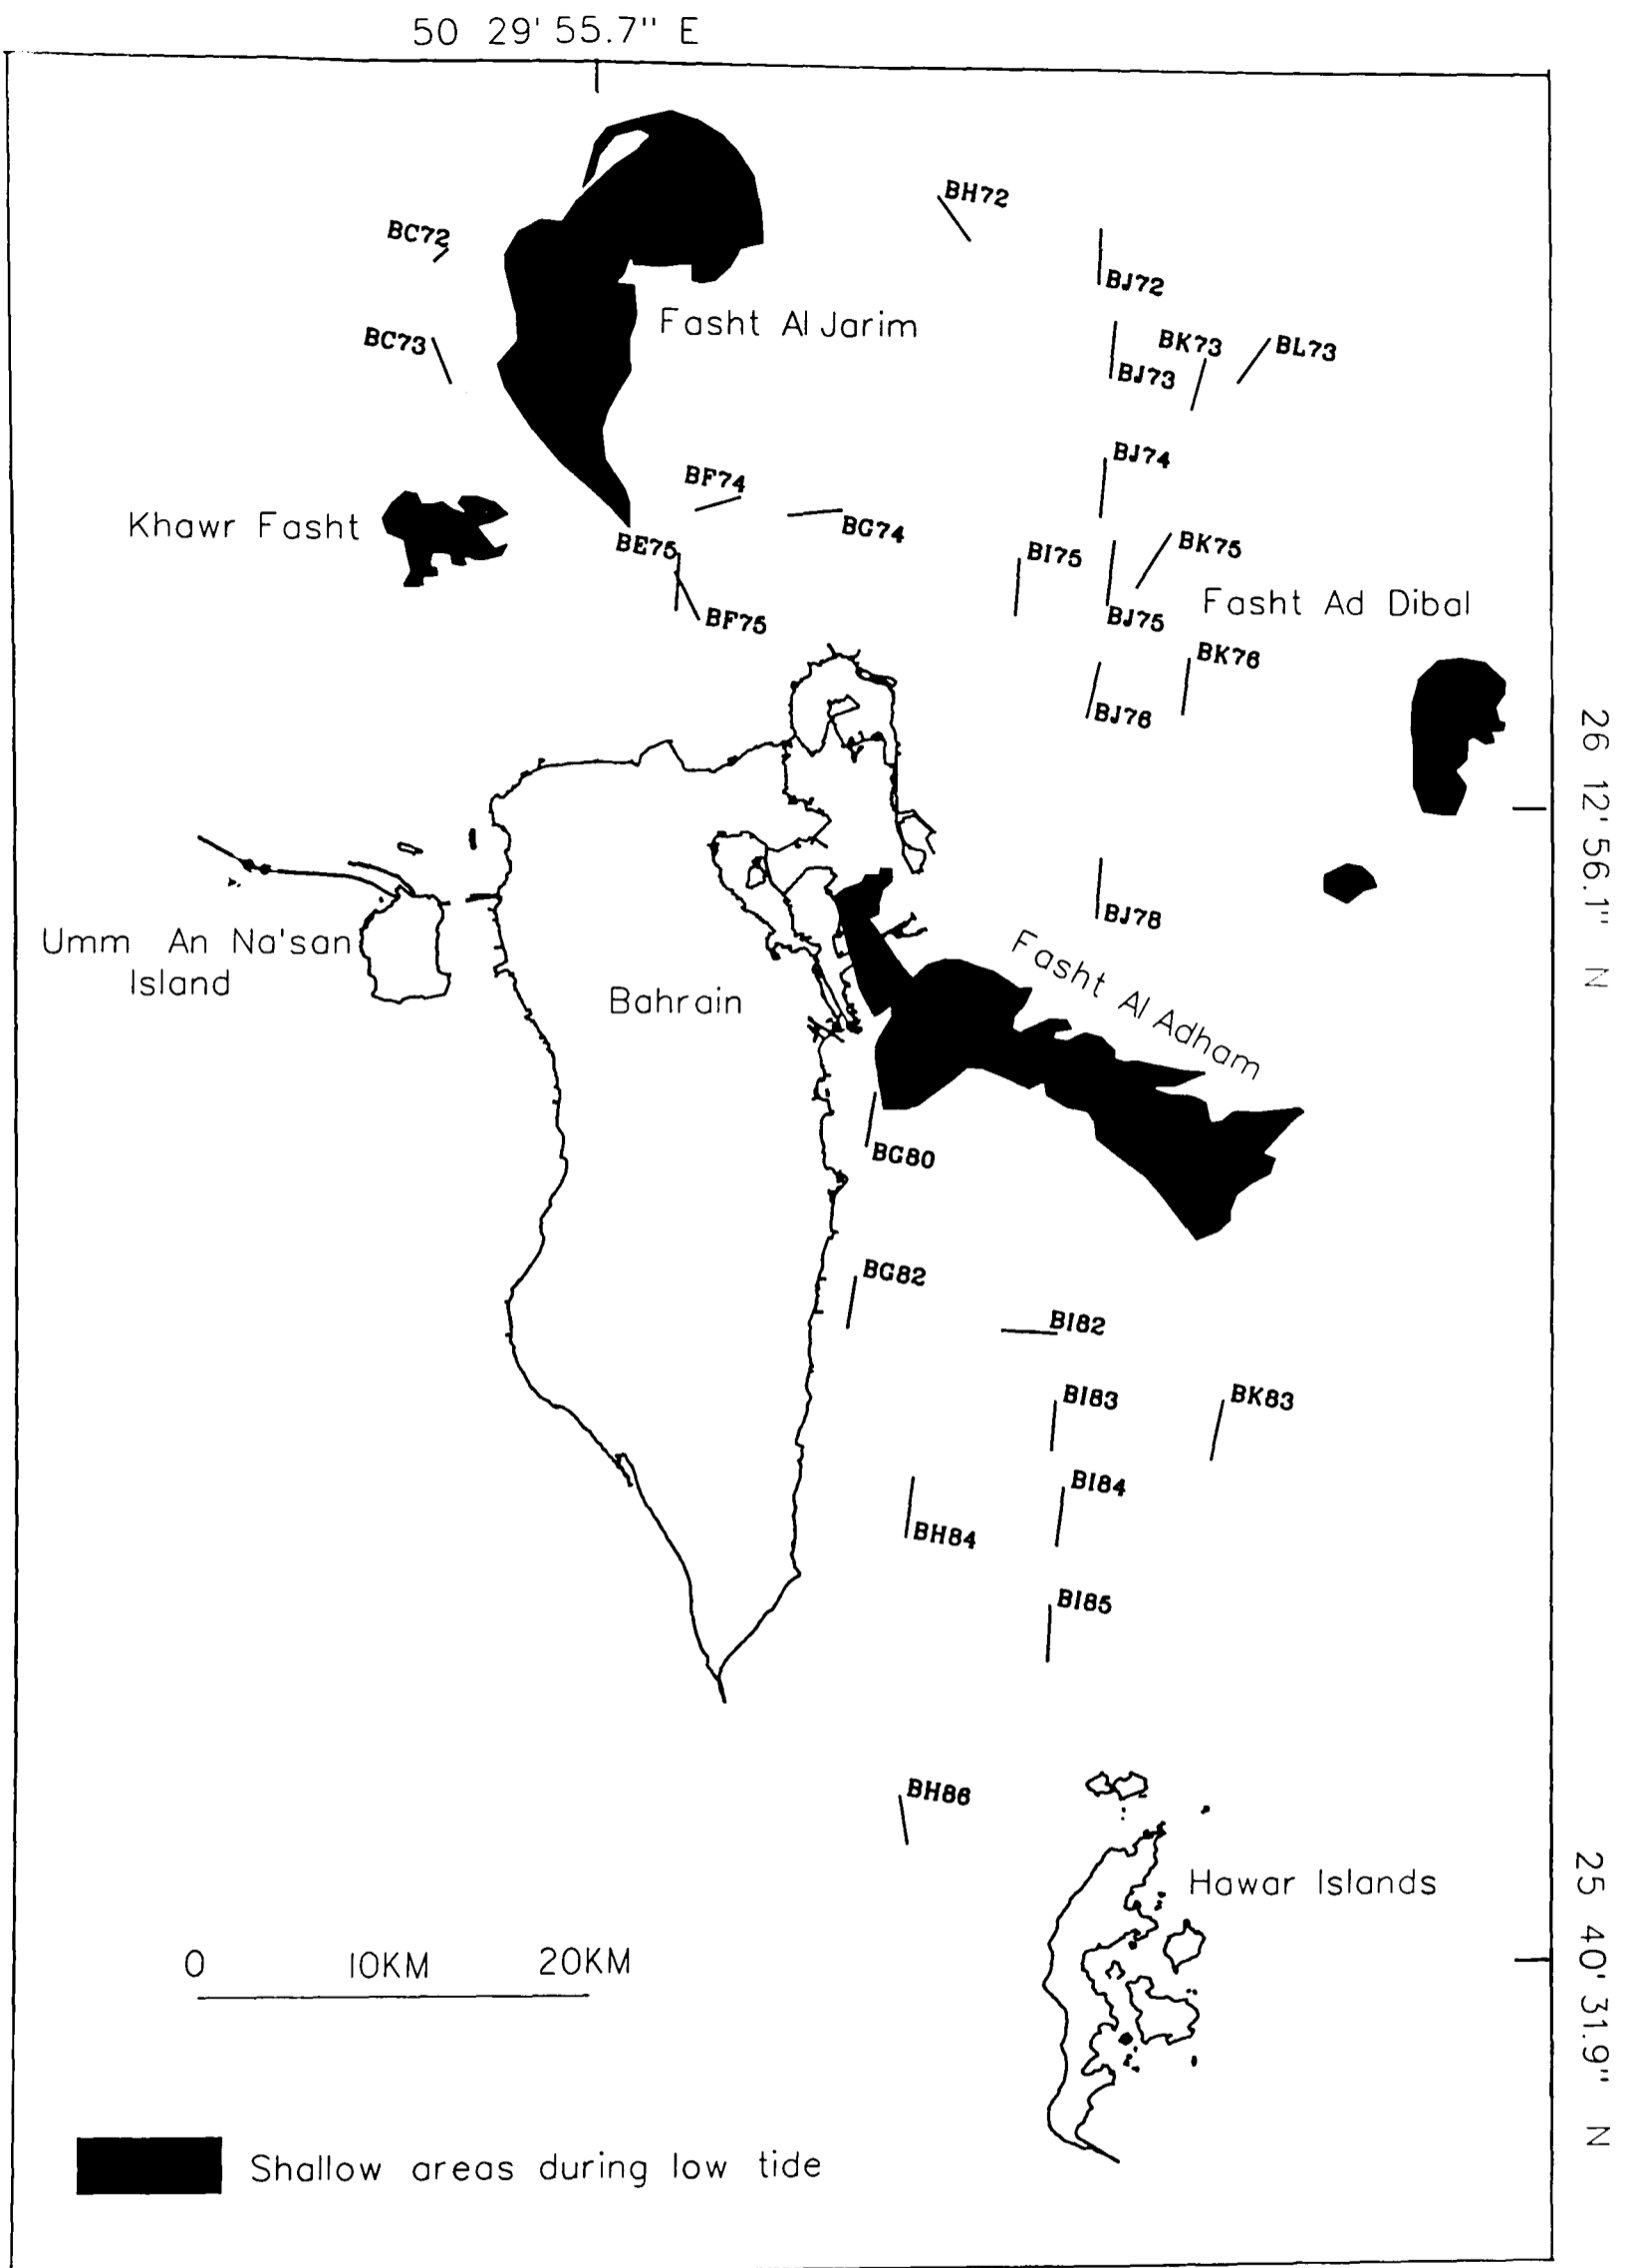 50 29' 55.7" E
BH72
BC72
BJ72
Fasht Al Jarim
BC73
BK73
BL73
BJ73
BJ74
BF74
Khawr Fasht
BG74
BE75
BI75
BK75
Fasht Ad Dibal
BF75
BJ75
BK76
BJ76
26 12' 56.1" N
BJ78
Umm An Na'san
Island
Fasht Al Adham
Bahrain
BG80
BG82
BI82
BI83
BK83
BI84
BH84
BI85
BH86
Hawar Islands
25 40' 31.9" N
0 10KM 20KM
Shallow areas during low tide